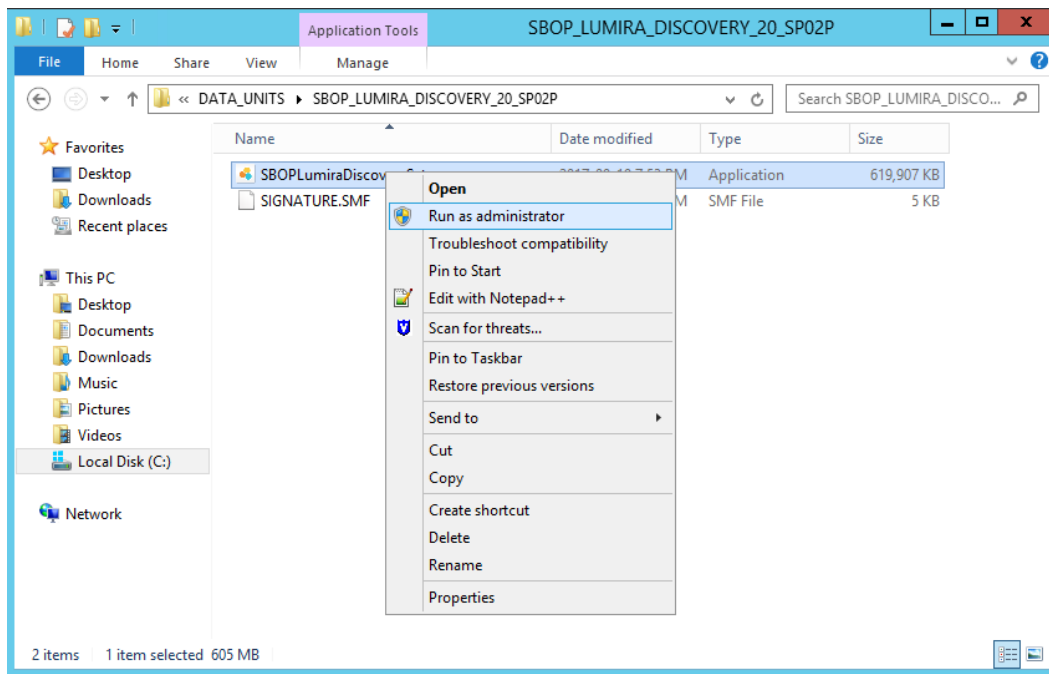 Application Tools
SBOP_LUMIRA_DISCOVERY_20_SP02P
File Home Share View Manage
« DATA_UNITS ▸ SBOP_LUMIRA_DISCOVERY_20_SP02P
Search SBOP_LUMIRA_DISCO...
Favorites
Desktop
Downloads
Recent places
This PC
Desktop
Documents
Downloads
Music
Pictures
Videos
Local Disk (C:)
Network
Name Date modified Type Size
Application 619,907 KB
SIGNATURE.SMF SMF File 5 KB
Open
Run as administrator
Troubleshoot compatibility
Pin to Start
Edit with Notepad++
Scan for threats...
Pin to Taskbar
Restore previous versions
Send to
Cut
Copy
Create shortcut
Delete
Rename
Properties
2 items 1 item selected 605 MB